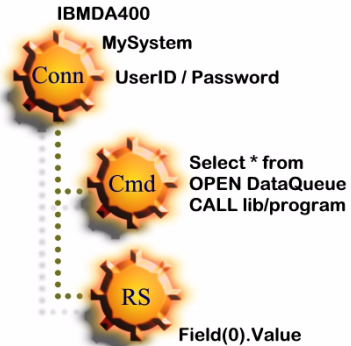 IBMDA400
MySystem
Conn
UserID / Password
Cmd
Select * from
OPEN DataQueue
CALL lib/program
RS
Field(0).Value